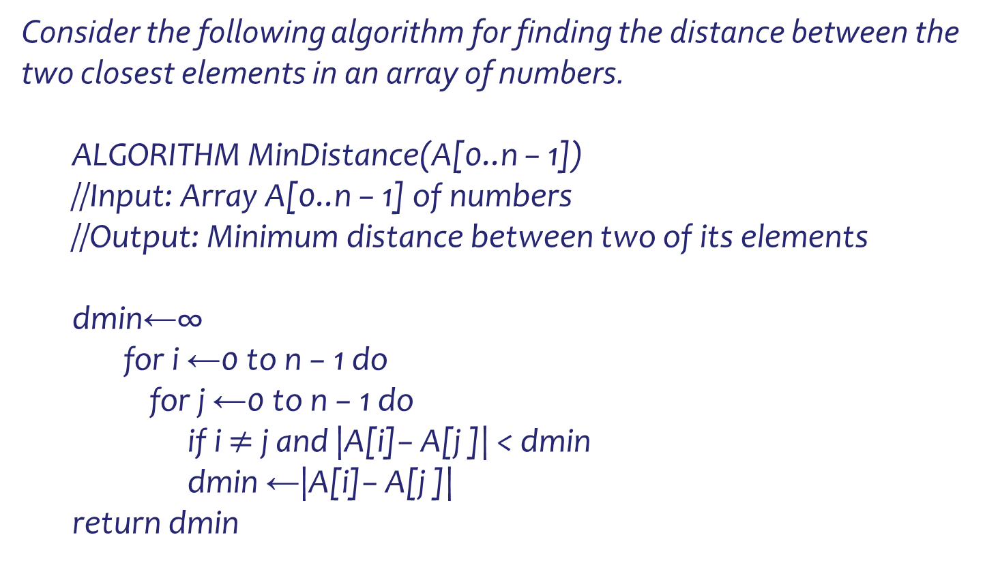 Consider the following algorithm for finding the distance between the
two closest elements in an array of numbers.
ALGORITHM MinDistance(A[0..n – 1])
//Input: Array A[0..n – 1] of numbers
//Output: Minimum distance between two of its elements
dmin←∞
for i ←0 to n – 1 do
for j ←0 to n – 1 do
if i ≠ j and |A[i]– A[j ]| < dmin
dmin ←|A[i]– A[j ]|
return dmin